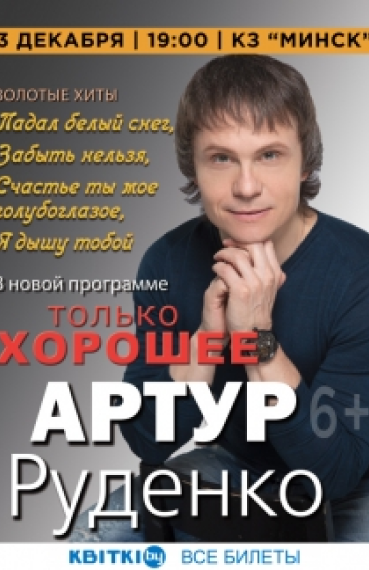 3 ДЕКАБРЯ | 19:00 | КЗ “МИНСК”
ЗОЛОТЫЕ ХИТЫ
Падал белый снег,
Забыть нельзя,
Счастье ты мое
голубоглазое,
Я дышу тобой
В новой программе
ТОЛЬКО
ХОРОШЕЕ
АРТУР 6+
Руденко
КВІТКІ by ВСЕ БИЛЕТЫ